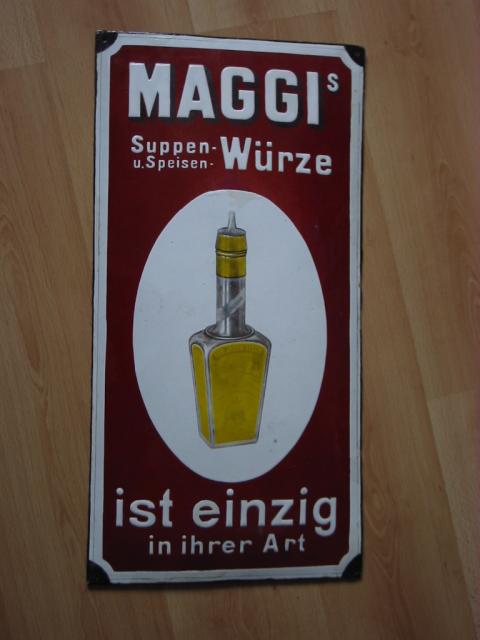 MAGGIs
Suppen-
u. Speisen- Würze
ist einzig
in ihrer Art